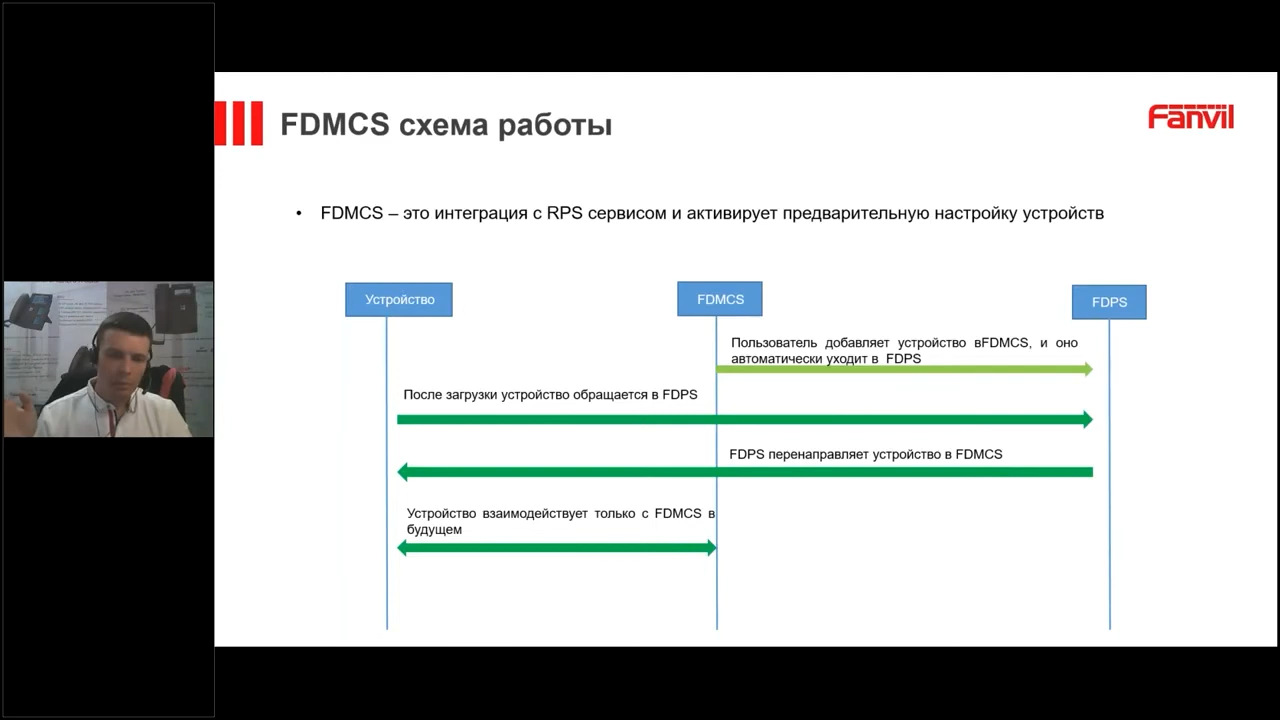 FDMCS схема работы
Fanvil
• FDMCS – это интеграция с RPS сервисом и активирует предварительную настройку устройств
Устройство
FDMCS
FDPS
Пользователь добавляет устройство вFDMCS, и оно
автоматически уходит в FDPS
После загрузки устройство обращается в FDPS
FDPS перенаправляет устройство в FDMCS
Устройство взаимодействует только с FDMCS в
будущем